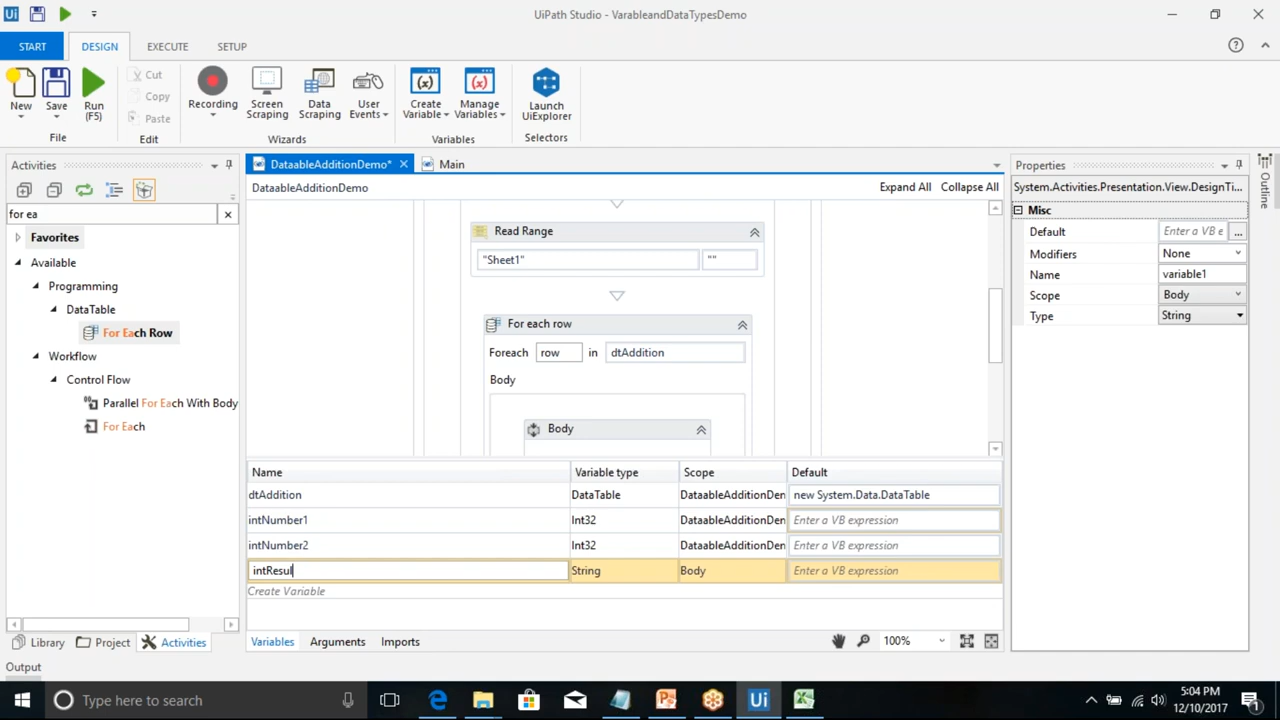 Ui
UiPath Studio - VarableandDataTypesDemo
START DESIGN EXECUTE SETUP
New Save Run (F5)
Cut
Copy
Paste
Recording Screen Scraping Data Scraping User Events
Create Variable Manage Variables Launch UiExplorer
File Edit Wizards Variables Selectors
Activities
for ea
Favorites
Available
Programming
DataTable
For Each Row
Workflow
Control Flow
Parallel For Each With Body
For Each
Library Project Activities
Output
DataableAdditionDemo* Main
DataableAdditionDemo Expand All Collapse All
Read Range
"Sheet1" ""
For each row
Foreach row in dtAddition
Body
Body
Name Variable type Scope Default
dtAddition DataTable DataableAdditionDen new System.Data.DataTable
intNumber1 Int32 DataableAdditionDen Enter a VB expression
intNumber2 Int32 DataableAdditionDen Enter a VB expression
intResul String Body Enter a VB expression
Create Variable
Variables Arguments Imports 100%
Properties
System.Activities.Presentation.View.DesignTi...
Misc
Default Enter a VB e ...
Modifiers None
Name variable1
Scope Body
Type String
Outline
Type here to search
Ui
5:04 PM
12/10/2017
1